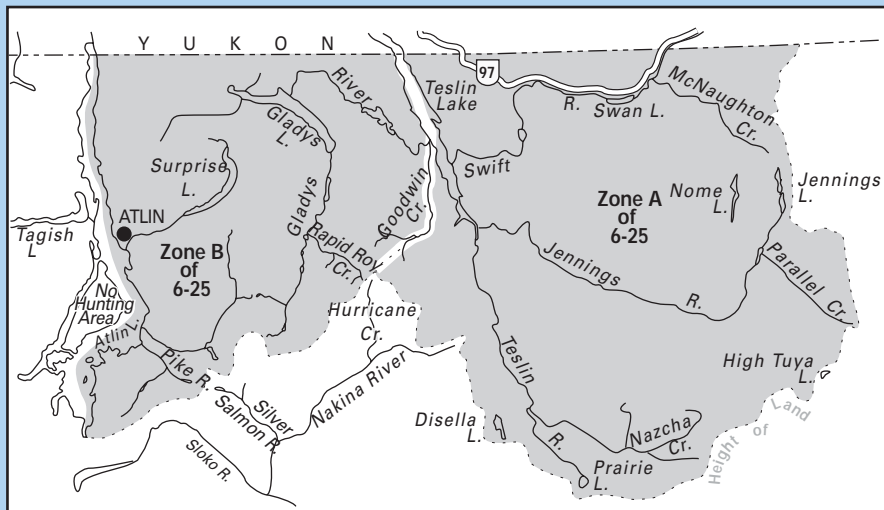 YUKON
97
Teslin
Lake
River
McNaughton
Cr.
R.
Swan L.
Gladys
L.
Surprise
L.
Swift
Jennings
L.
Zone A
of
6-25
Nome
L.
ATLIN
Tagish
L
Gladys
Goodwin
Cr.
Zone B
of
6-25
Rapid Roy
Cr.
Jennings
R.
Parallel Cr.
No
Hunting
Area
Atlin L.
Hurricane
Cr.
Pike R.
Teslin
R.
High Tuya
L.
Silver
Salmon R.
Nakina River
Disella
L.
Nazcha
Cr.
Height of Land
Sloko R.
Prairie
L.